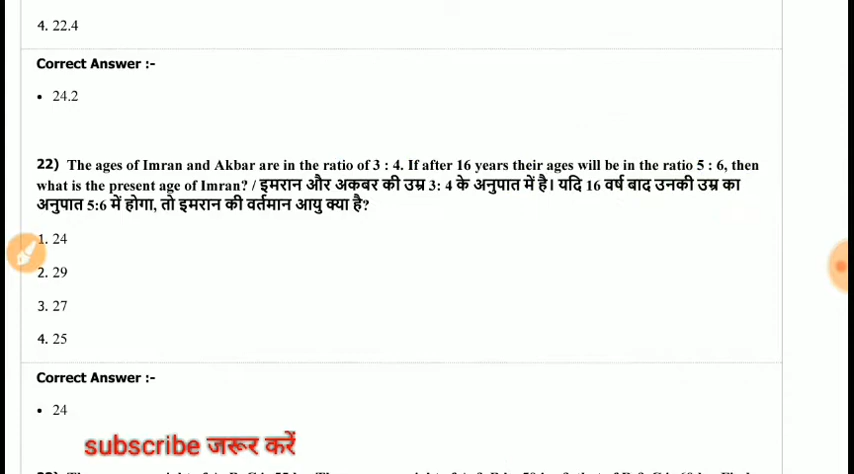 4. 22.4
Correct Answer :-
• 24.2
22) The ages of Imran and Akbar are in the ratio of 3 : 4. If after 16 years their ages will be in the ratio 5 : 6, then
what is the present age of Imran? / इमरान और अकबर की उम्र 3: 4 के अनुपात में है। यदि 16 वर्ष बाद उनकी उम्र का
अनुपात 5:6 में होगा, तो इमरान की वर्तमान आयु क्या है?
1. 24
2. 29
3. 27
4. 25
Correct Answer :-
• 24
subscribe जरूर करें